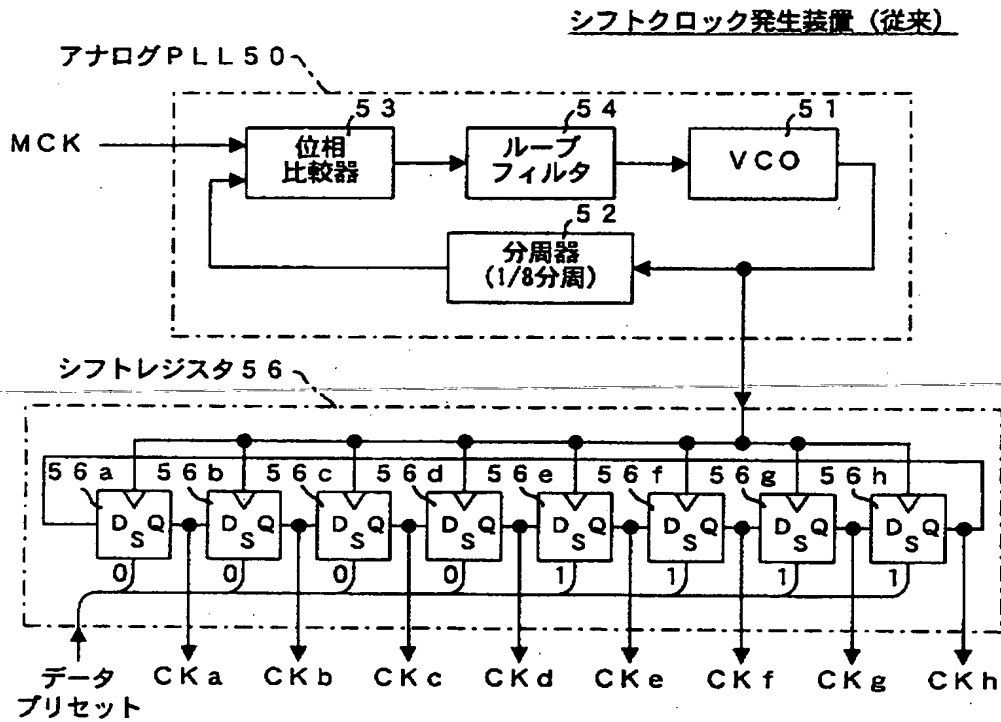 シフトクロック発生装置（従来）
アナログPLL50
53
54
51
MCK
位相
比較器
ループ
フィルタ
VCO
52
分周器
(1/8分周)
シフトレジスタ56
56a 56b 56c 56d 56e 56f 56g 56h
D S Q D S Q D S Q D S Q D S Q D S Q D S Q D S Q
0 0 0 0 1 1 1 1
データ
プリセット
CKa CKb CKc CKd CKe CKf CKg CKh